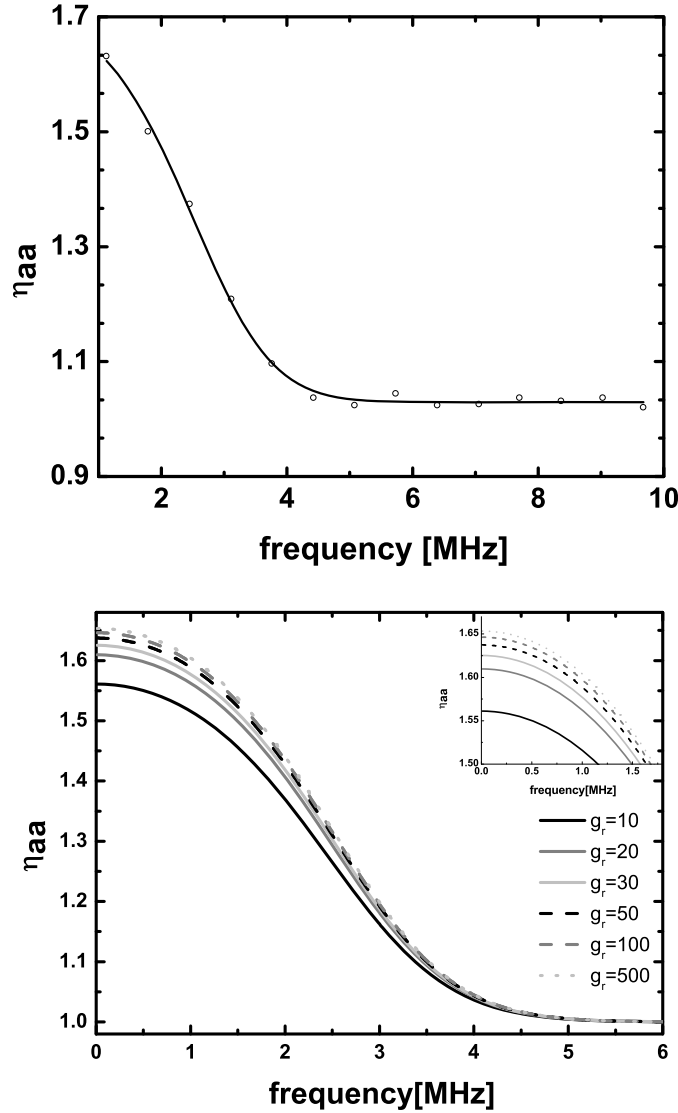 1.7
1.5
1.3
1.1
0.9
ηaa
2 4 6 8 10
frequency [MHz]
1.6
1.5
1.4
1.3
1.2
1.1
1.0
ηaa
0 1 2 3 4 5 6
frequency[MHz]
1.65
1.60
1.55
1.50
ηaa
0.0 0.5 1.0 1.5
frequency[MHz]
gr=10
gr=20
gr=30
gr=50
gr=100
gr=500